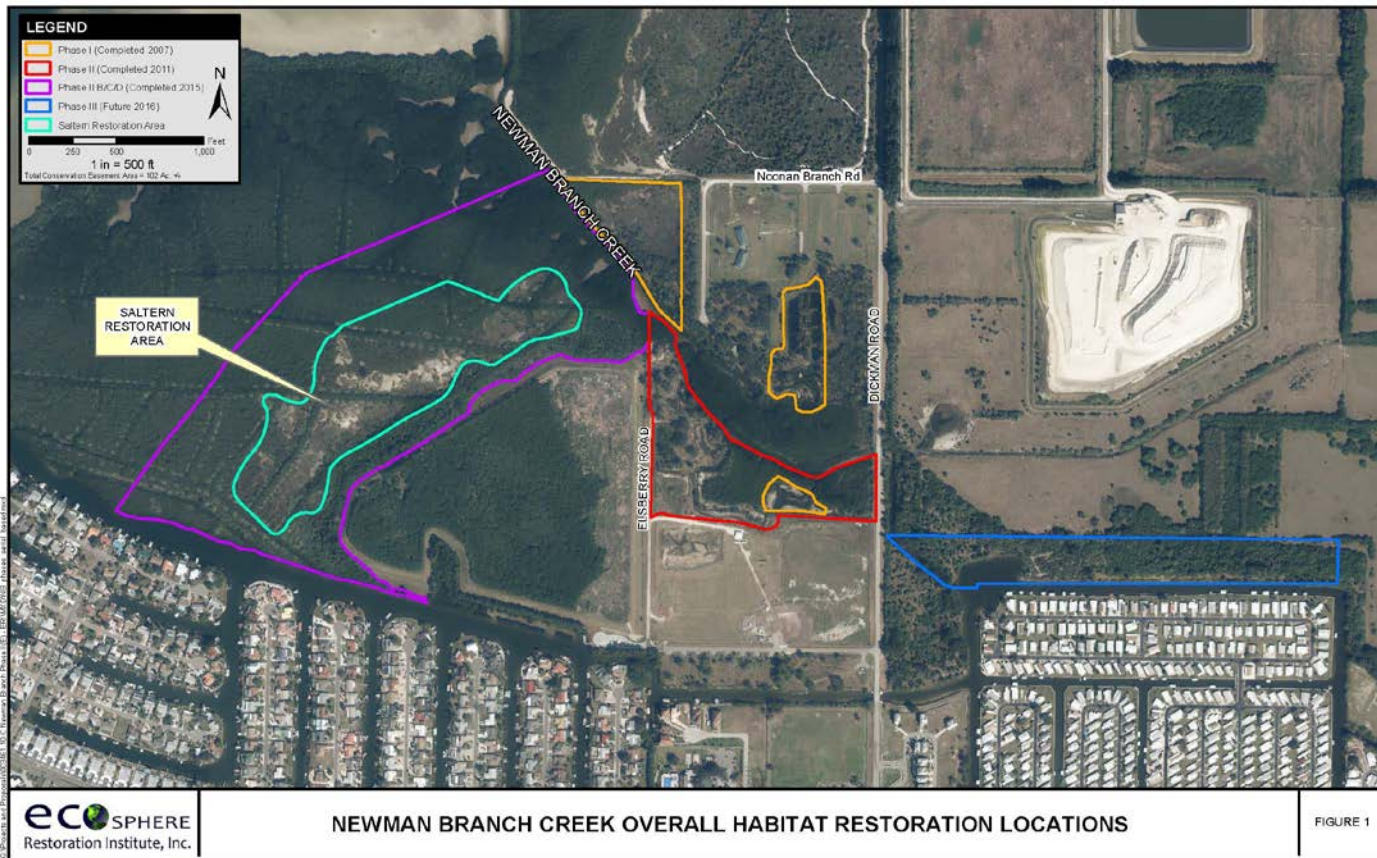 LEGEND
Phase I (Completed 2007)
Phase II (Completed 2011)
Phase II B/C/D (Completed 2015)
Phase III (Future 2016)
Saltern Restoration Area
N
Feet
0 250 500 1,000
1 in = 500 ft
Total Conservation Easement Area = 102 Ac. +/-
NEWMAN BRANCH CREEK
Noonan Branch Rd
SALTERN
RESTORATION
AREA
DICKMAN ROAD
ELSBERRY ROAD
ecoSPHERE
Restoration Institute, Inc.
NEWMAN BRANCH CREEK OVERALL HABITAT RESTORATION LOCATIONS
FIGURE 1